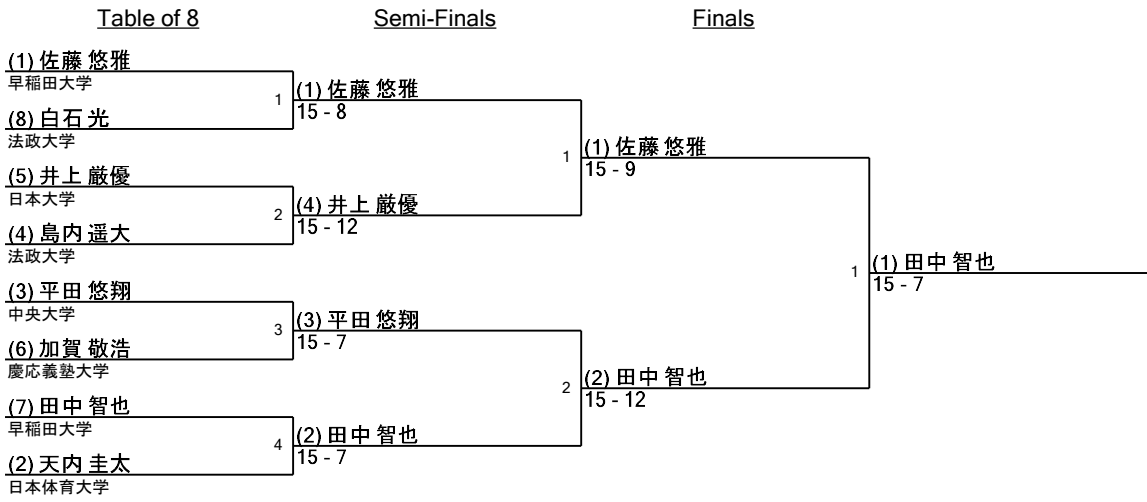 Table of 8
Semi-Finals
Finals
(1) 佐藤 悠雅
早稲田大学
(8) 白石 光
法政大学
(5) 井上 厳優
日本大学
(4) 島内 遥大
法政大学
(3) 平田 悠翔
中央大学
(6) 加賀 敬浩
慶応義塾大学
(7) 田中 智也
早稲田大学
(2) 天内 圭太
日本体育大学
1
2
3
4
(1) 佐藤 悠雅
15 - 8
(4) 井上 厳優
15 - 12
(3) 平田 悠翔
15 - 7
(2) 田中 智也
15 - 7
1
2
(1) 佐藤 悠雅
15 - 9
(2) 田中 智也
15 - 12
1
(1) 田中 智也
15 - 7